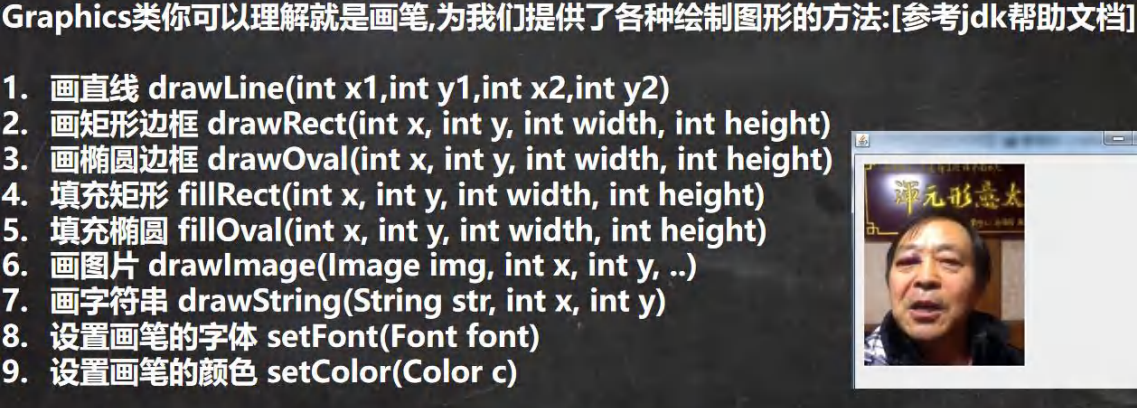 Graphics类你可以理解就是画笔,为我们提供了各种绘制图形的方法:[参考jdk帮助文档]
1. 画直线 drawLine(int x1,int y1,int x2,int y2)
2. 画矩形边框 drawRect(int x, int y, int width, int height)
3. 画椭圆边框 drawOval(int x, int y, int width, int height)
4. 填充矩形 fillRect(int x, int y, int width, int height)
5. 填充椭圆 fillOval(int x, int y, int width, int height)
6. 画图片 drawImage(Image img, int x, int y, ..)
7. 画字符串 drawString(String str, int x, int y)
8. 设置画笔的字体 setFont(Font font)
9. 设置画笔的颜色 setColor(Color c)
渾元形意太